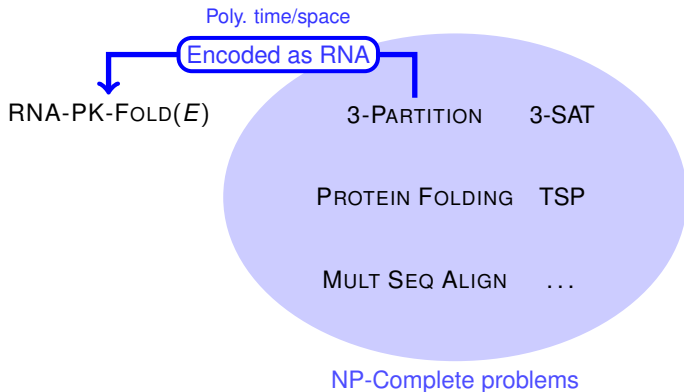 Poly. time/space
Encoded as RNA
RNA-PK-FOLD(E) 3-PARTITION 3-SAT
PROTEIN FOLDING TSP
MULT SEQ ALIGN ...
NP-Complete problems